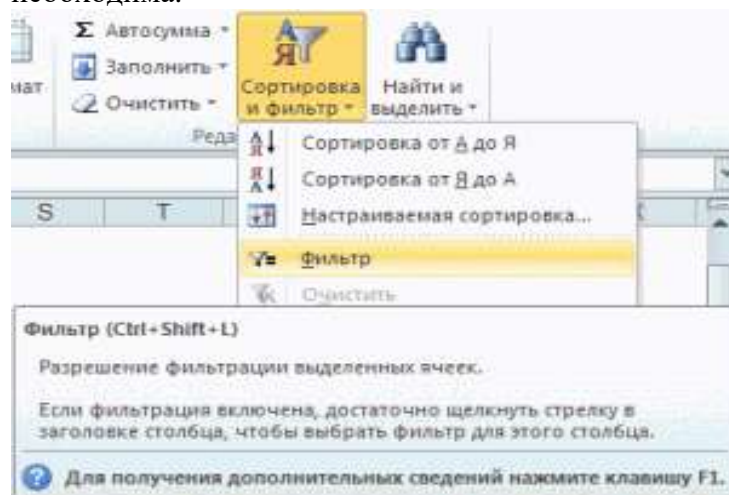 необходима.
Σ Автосумма
Заполнить
мат
Очистить
Сортировка и фильтр
Найти и выделить
Реда
Сортировка от А до Я
Сортировка от Я до А
S T
Настраиваемая сортировка...
Фильтр
Очистить
Фильтр (Ctrl+Shift+L)
Разрешение фильтрации выделенных ячеек.
Если фильтрация включена, достаточно щелкнуть стрелку в
заголовке столбца, чтобы выбрать фильтр для этого столбца.
Для получения дополнительных сведений нажмите клавишу F1.